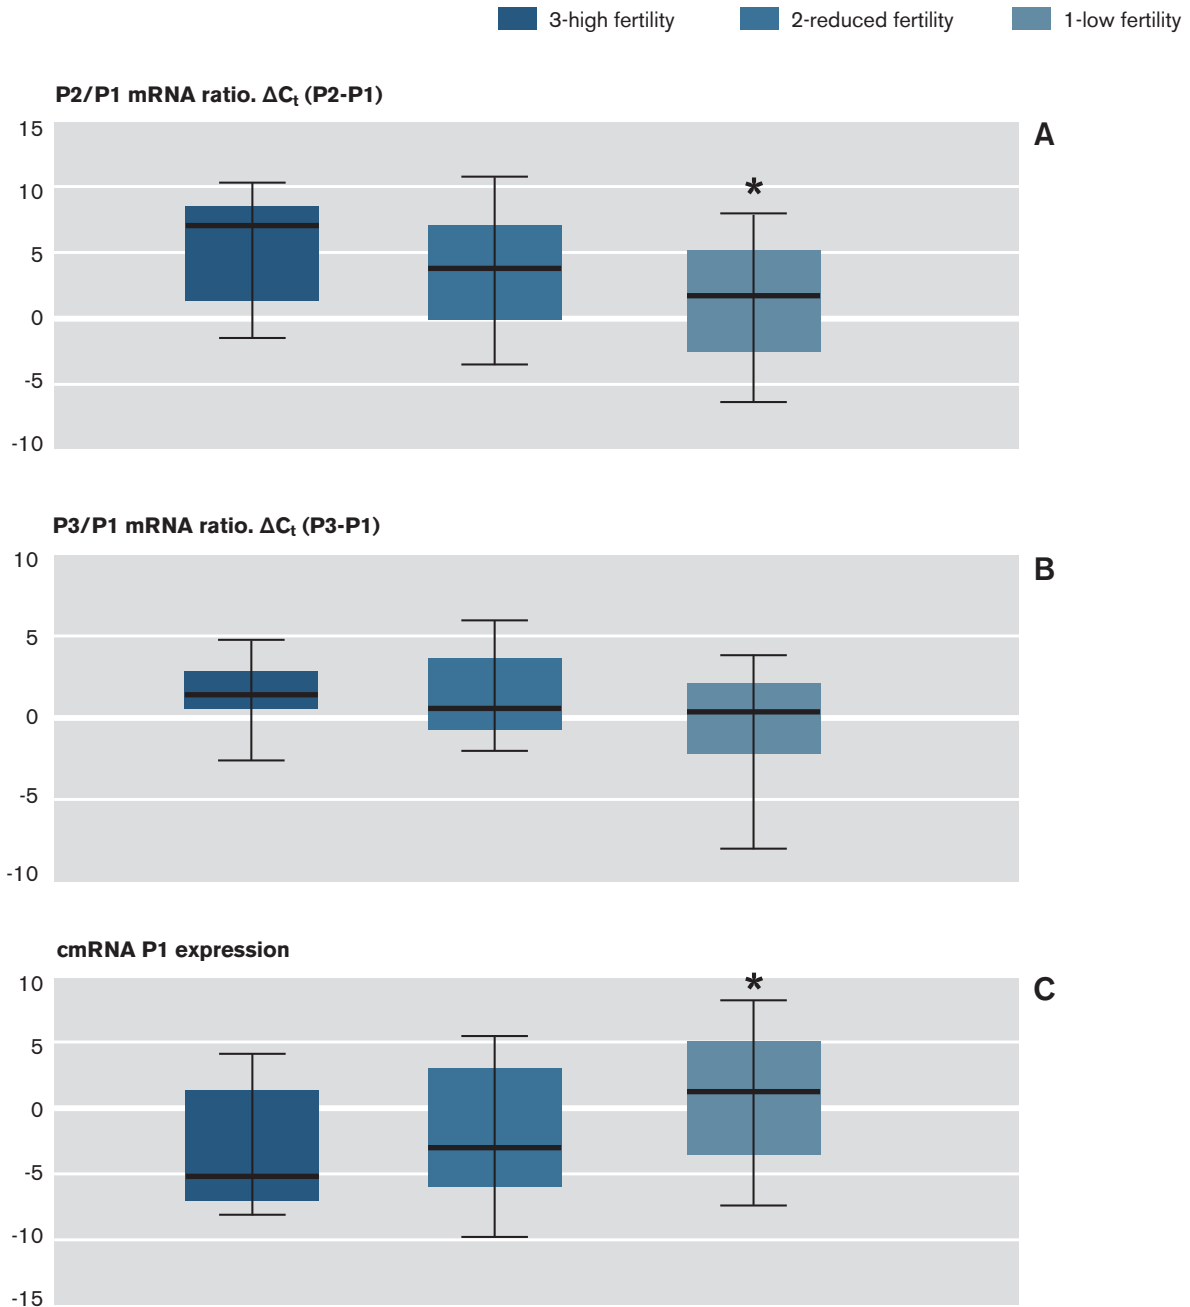 3-high fertility 2-reduced fertility 1-low fertility
P2/P1 mRNA ratio. ΔCt (P2-P1)
A
15
10
*
5
0
-5
-10
P3/P1 mRNA ratio. ΔCt (P3-P1)
B
10
5
0
-5
-10
cmRNA P1 expression
C
10
*
5
0
-5
-10
-15